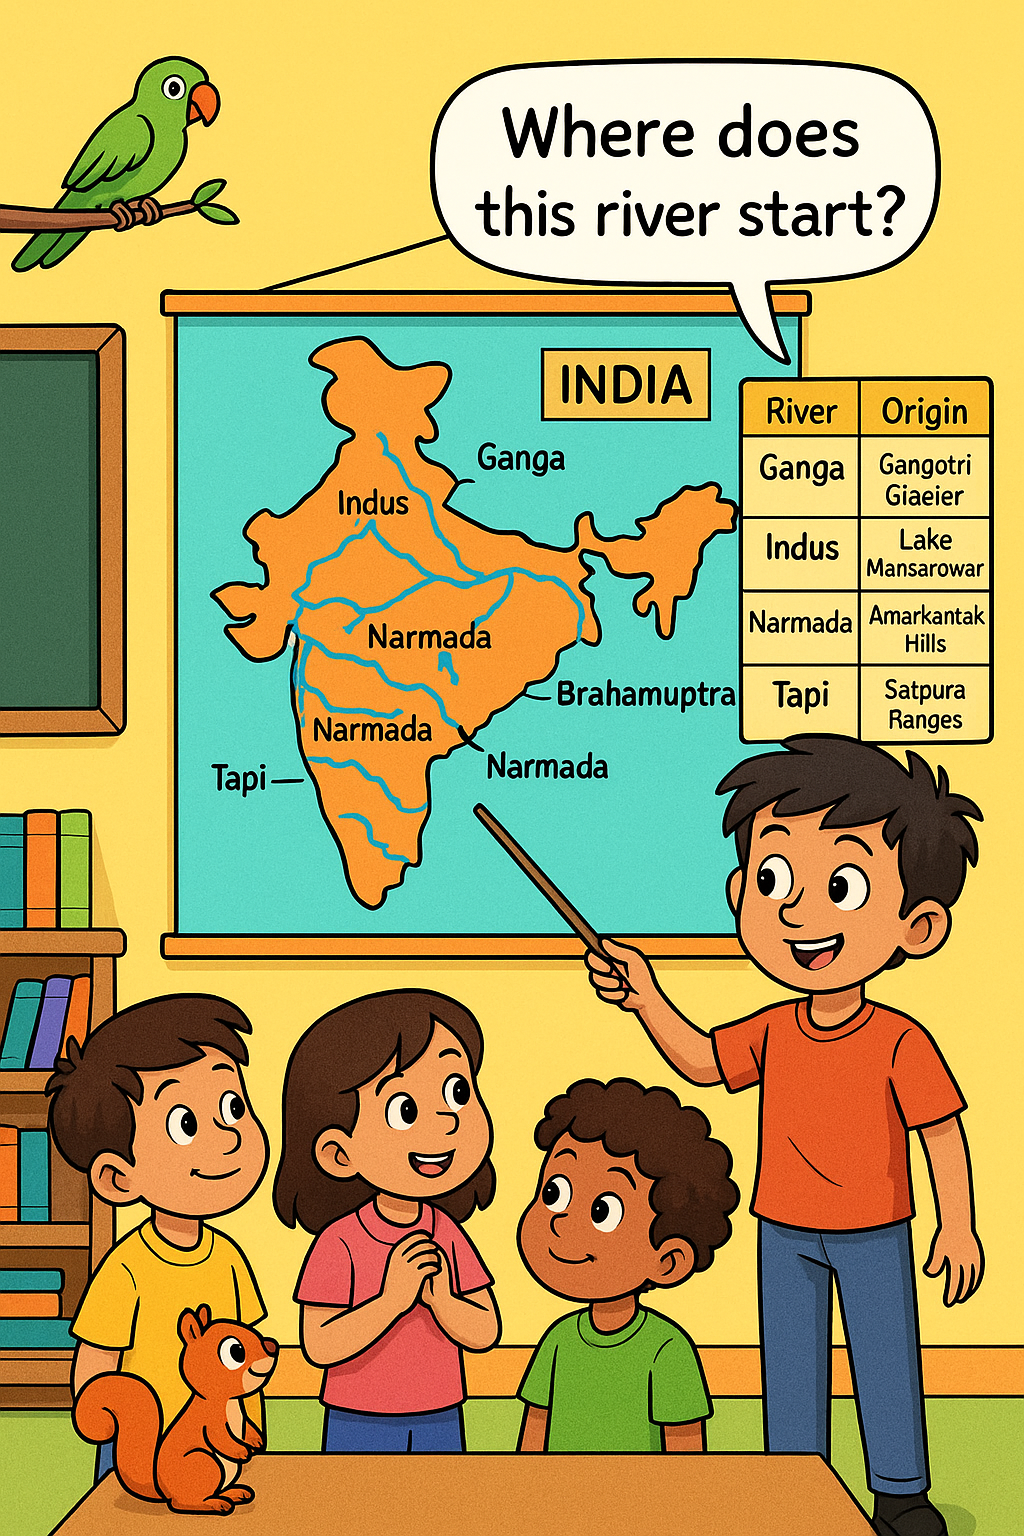 Where does
this river start?
INDIA
Ganga
Indus
Narmada
Brahamuptra
Narmada
Narmada
Tapi
River Origin
Ganga Gangotri
Giaeier
Indus Lake
Mansarowar
Narmada Amarkantak
Hills
Tapi Satpura
Ranges